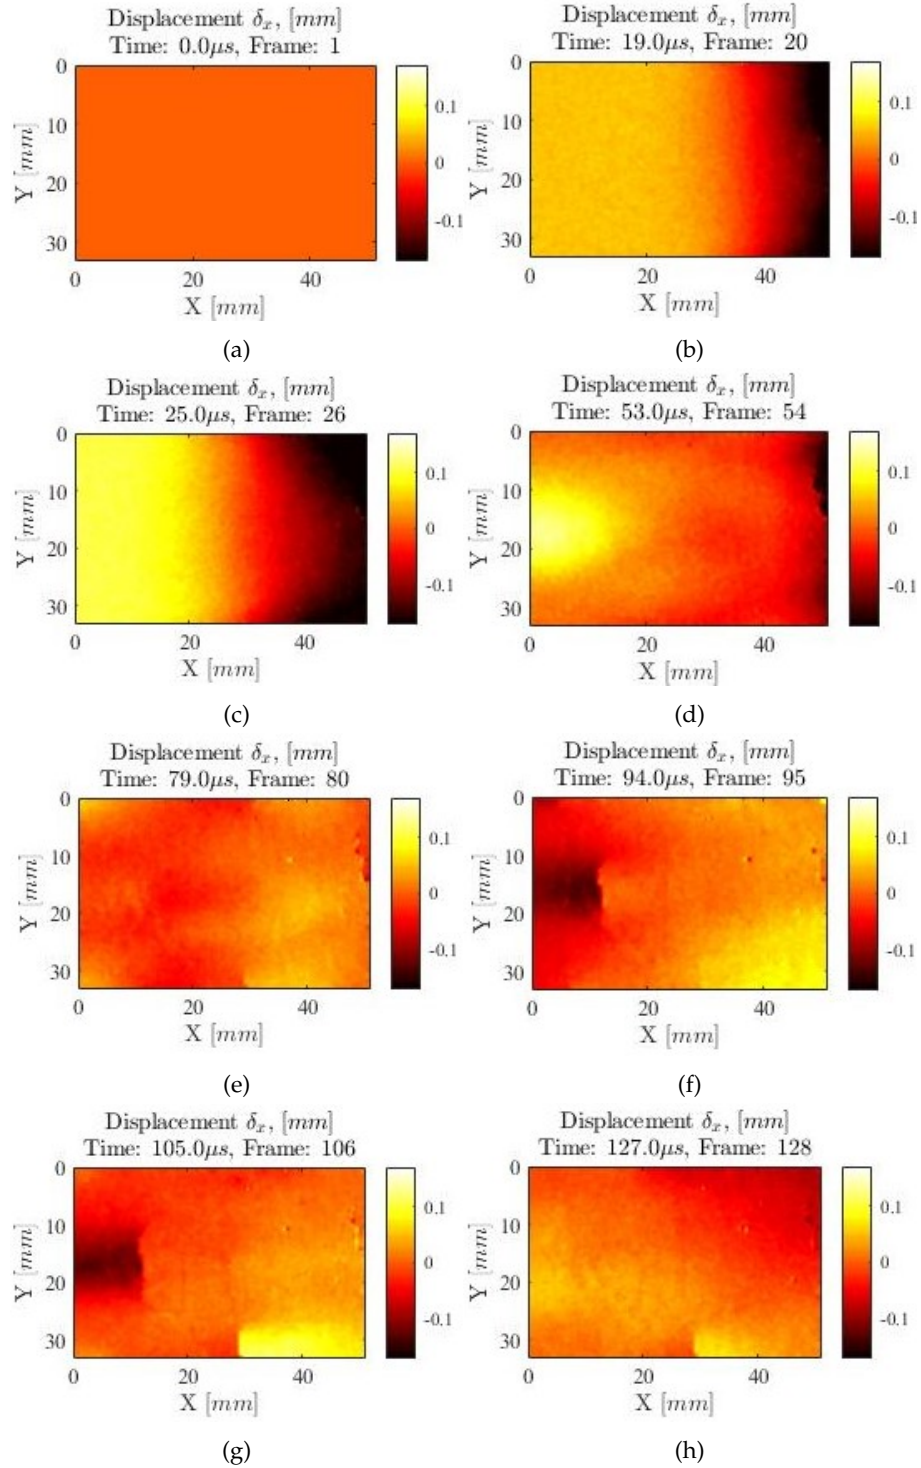 Displacement δₓ, [mm]
Time: 0.0μs, Frame: 1
0
10
20
30
Y [mm]
0 20 40
X [mm]
0.1
0
-0.1
(a)
Displacement δₓ, [mm]
Time: 19.0μs, Frame: 20
0
10
20
30
Y [mm]
0 20 40
X [mm]
0.1
0
-0.1
(b)
Displacement δₓ, [mm]
Time: 25.0μs, Frame: 26
0
10
20
30
Y [mm]
0 20 40
X [mm]
0.1
0
-0.1
(c)
Displacement δₓ, [mm]
Time: 53.0μs, Frame: 54
0
10
20
30
Y [mm]
0 20 40
X [mm]
0.1
0
-0.1
(d)
Displacement δₓ, [mm]
Time: 79.0μs, Frame: 80
0
10
20
30
Y [mm]
0 20 40
X [mm]
0.1
0
-0.1
(e)
Displacement δₓ, [mm]
Time: 94.0μs, Frame: 95
0
10
20
30
Y [mm]
0 20 40
X [mm]
0.1
0
-0.1
(f)
Displacement δₓ, [mm]
Time: 105.0μs, Frame: 106
0
10
20
30
Y [mm]
0 20 40
X [mm]
0.1
0
-0.1
(g)
Displacement δₓ, [mm]
Time: 127.0μs, Frame: 128
0
10
20
30
Y [mm]
0 20 40
X [mm]
0.1
0
-0.1
(h)